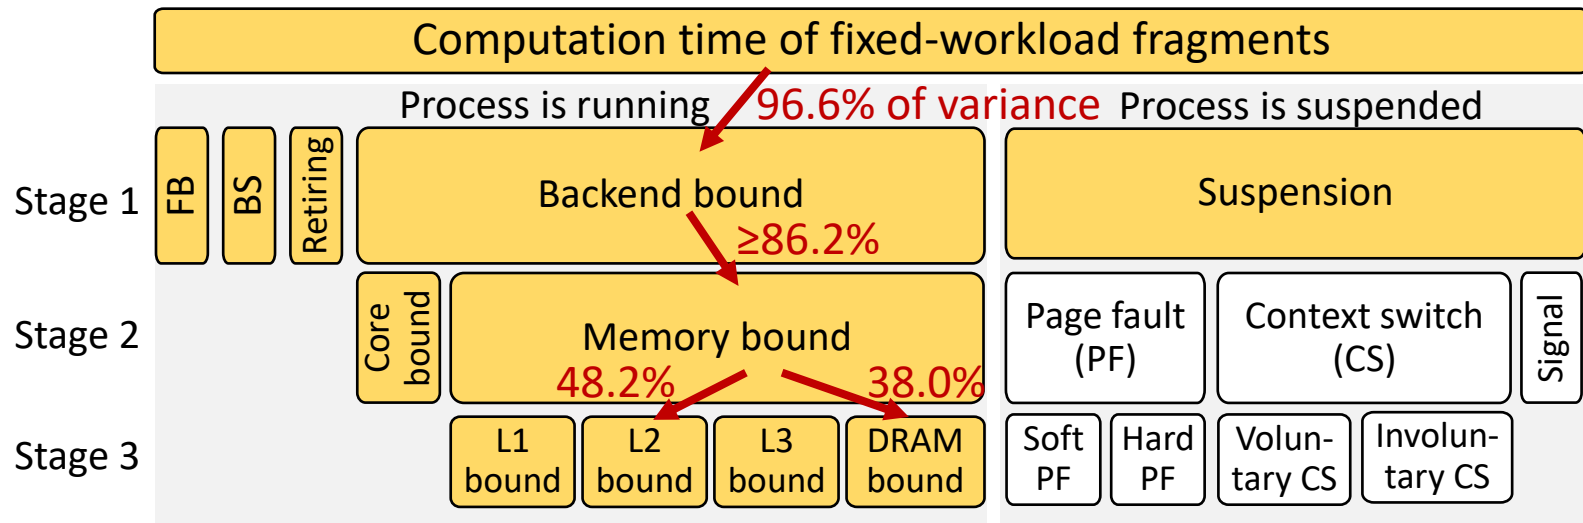 Computation time of fixed-workload fragments
Process is running
96.6% of variance
Process is suspended
Stage 1
FB
BS
Retiring
Backend bound
≥86.2%
Suspension
Stage 2
Core
bound
Memory bound
48.2%
38.0%
Page fault
(PF)
Context switch
(CS)
Signal
Stage 3
L1
bound
L2
bound
L3
bound
DRAM
bound
Soft
PF
Hard
PF
Volun-
tary CS
Involun-
tary CS